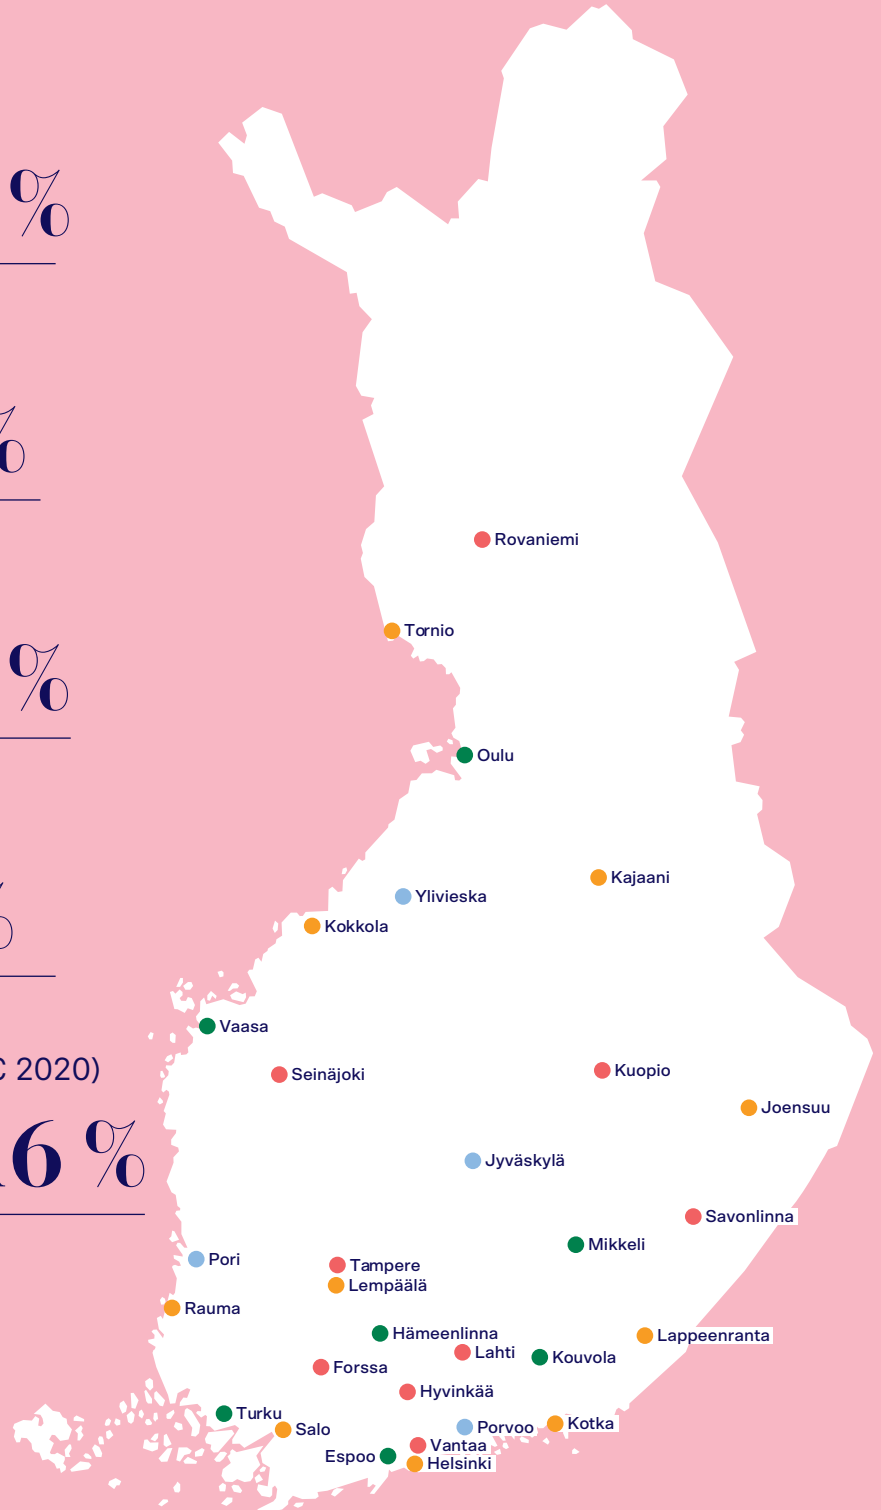 %
%
%
%
2020)
16 %
Rovaniemi
Tornio
Oulu
Kajaani
Ylivieska
Kokkola
Vaasa
Seinäjoki
Kuopio
Joensuu
Jyväskylä
Savonlinna
Mikkeli
Pori
Tampere
Lempäälä
Rauma
Hämeenlinna
Lappeenranta
Lahti
Kouvola
Forssa
Hyvinkää
Turku
Salo
Porvoo
Kotka
Vantaa
Espoo
Helsinki